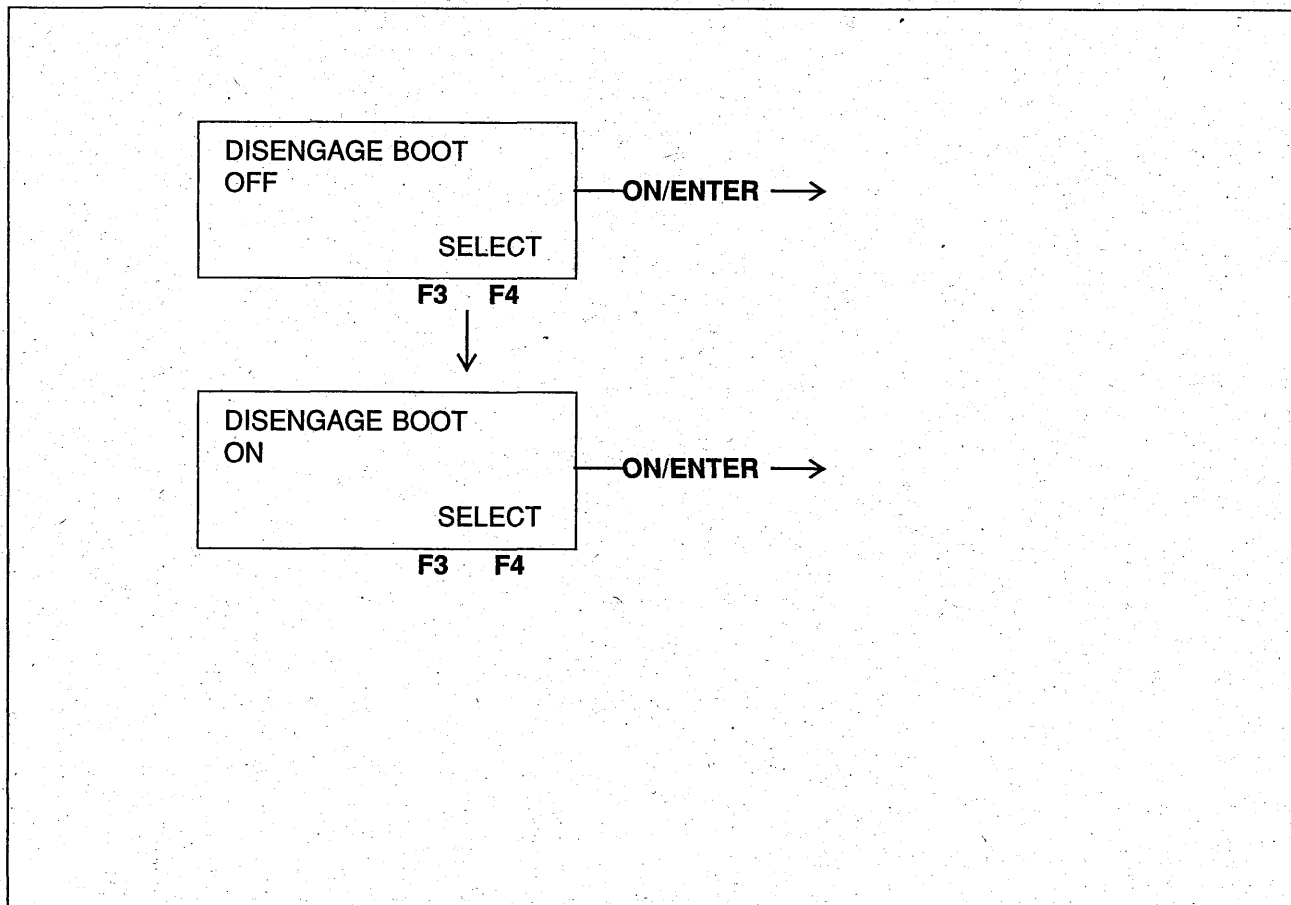 DISENGAGE BOOT
OFF
ON/ENTER
SELECT
F3 F4
DISENGAGE BOOT
ON
ON/ENTER
SELECT
F3 F4